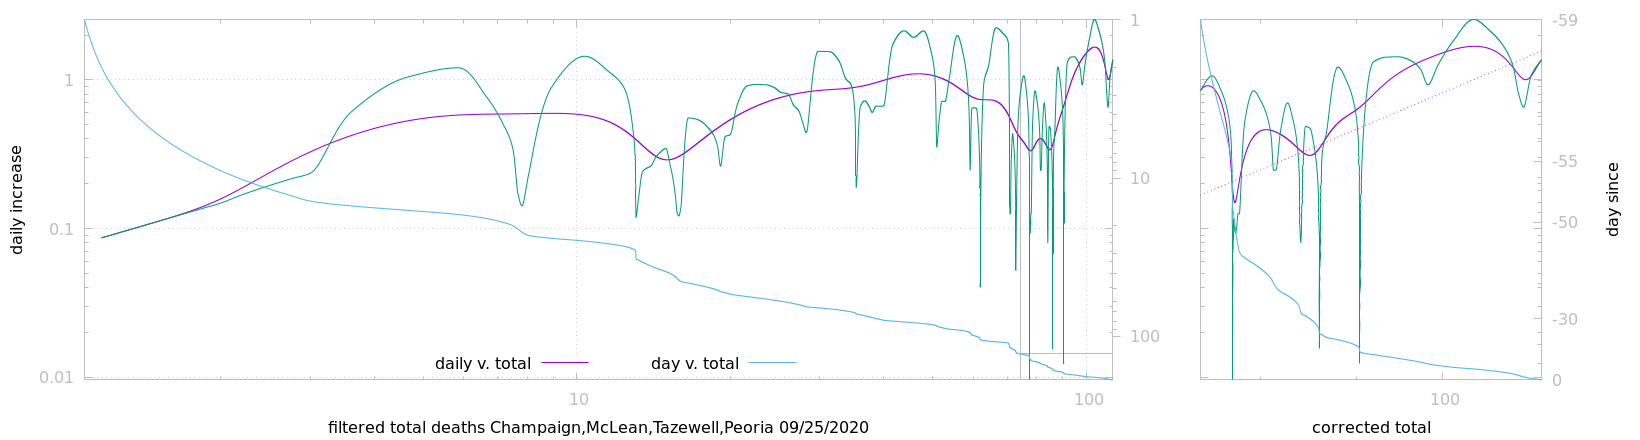 1
-59
1
daily increase
0.1
10
-55
-50
day since
100
-30
daily v. total
day v. total
0.01
0
10
100
100
filtered total deaths Champaign,McLean,Tazewell,Peoria 09/25/2020
corrected total